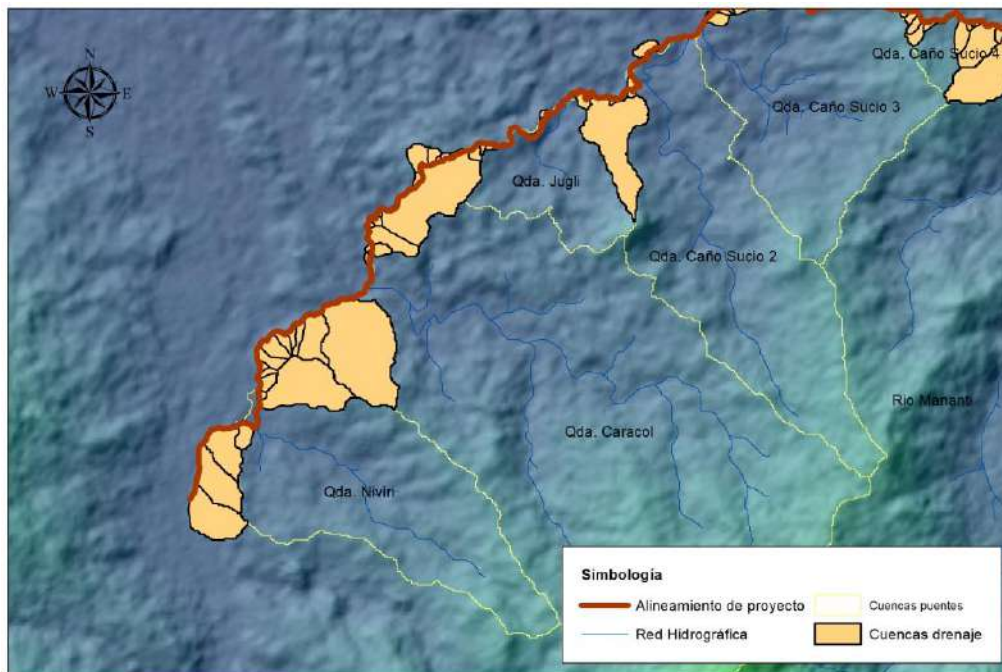 Qda. Caño Sucio 4
N
W E
S
Qda. Caño Sucio 3
Qda. Jugli
Qda. Caño Sucio 2
Río Mananti
Qda. Caracol
Qda. Niviri
Simbología
Alineamiento de proyecto
Cuencas puentes
Red Hidrográfica
Cuencas drenaje